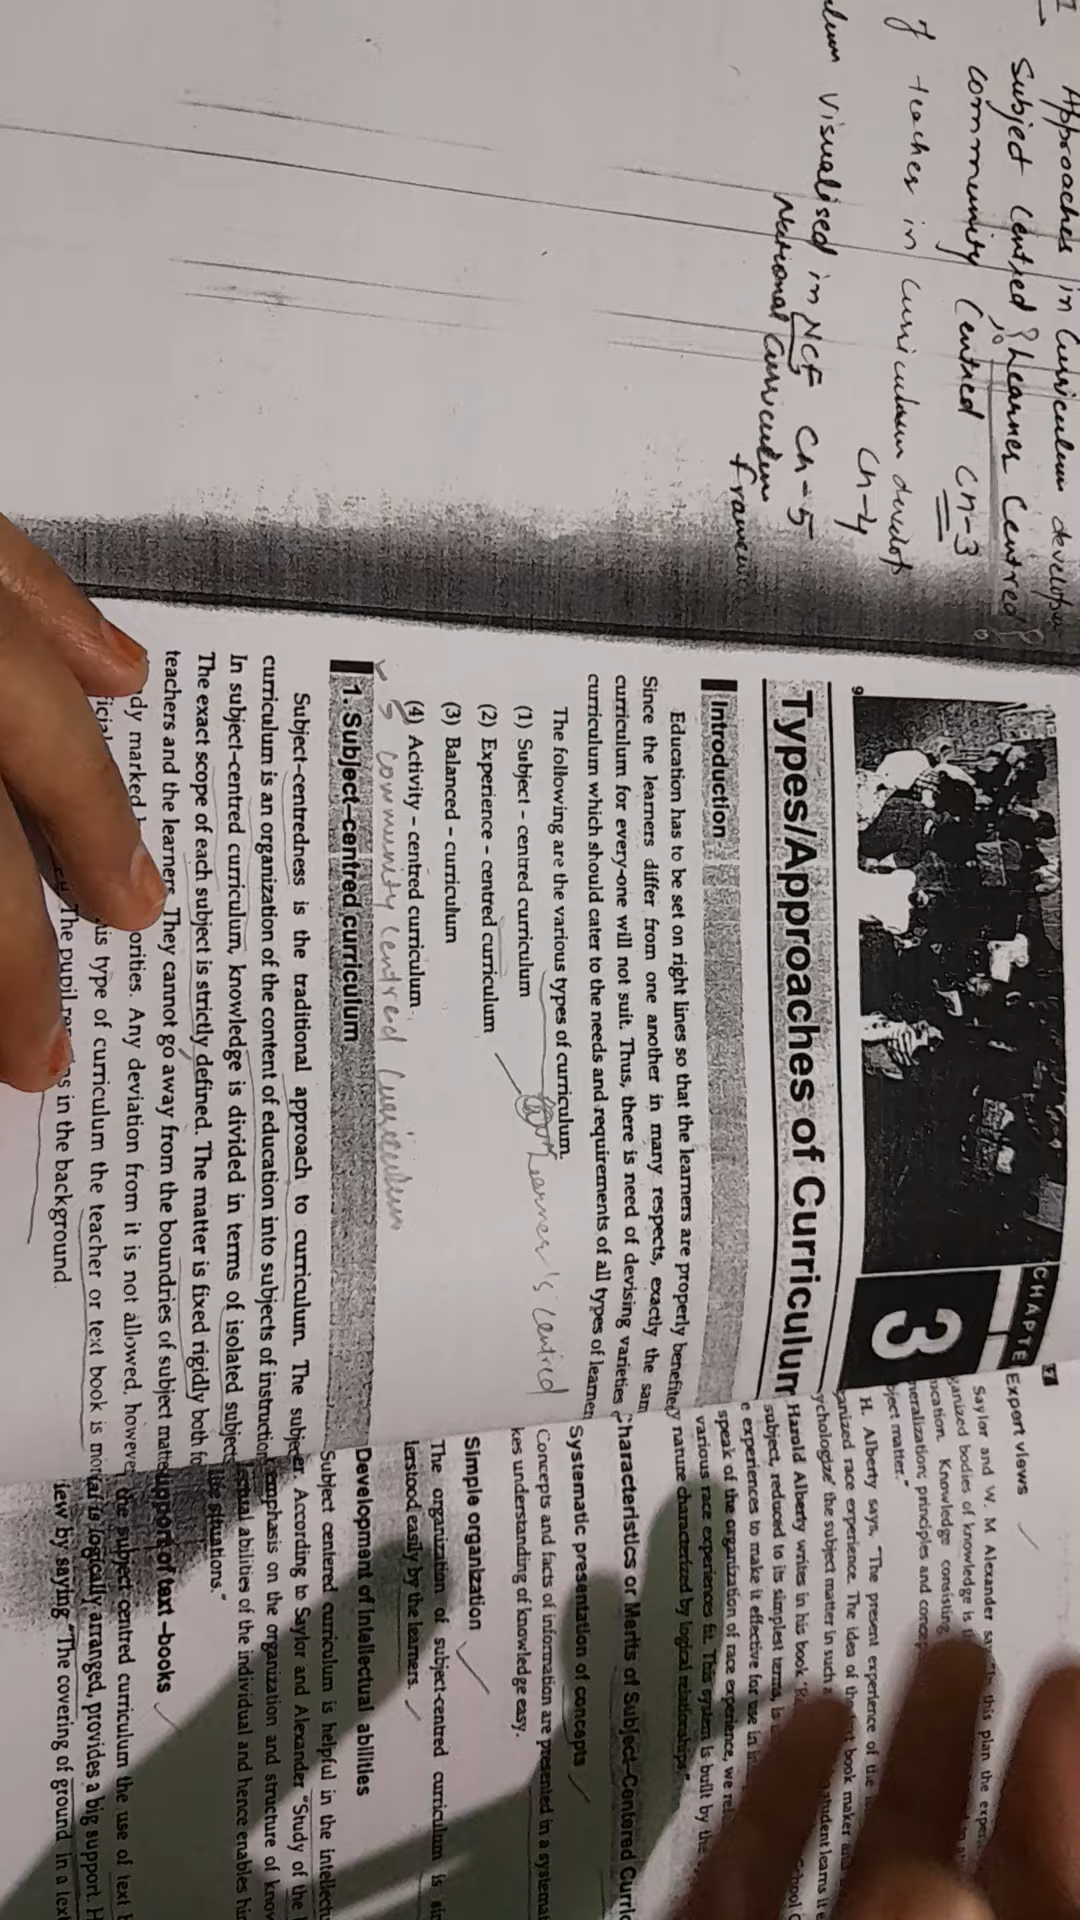 Approaches in Curriculum
Subject Centred, Learner Centred
Community Centred Ch-3
teaches in curriculum develop
Ch-4
Visualised in NCF Ch-5
National Curriculum
CHAPTE
3
Types/Approaches of Curriculum
Introduction
Education has to be set on right lines so that the learners are properly benefite
Since the learners differ from one another in many respects, exactly the sam
curriculum for every-one will not suit. Thus, there is need of devising varieties
curriculum which should cater to the needs and requirements of all types of learner
The following are the various types of curriculum.
(1) Subject - centred curriculum
(2) Experience - centred curriculum
Learner's Centred
(3) Balanced - curriculum
(4) Activity - centred curriculum
5 Community Centred Curriculum
1. Subject-centred curriculum
Subject-centredness is the traditional approach to curriculum. The subje
curriculum is an organization of the content of education into subjects of instruction
In subject-centred curriculum, knowledge is divided in terms of isolated subjects
The exact scope of each subject is strictly defined. The matter is fixed rigidly both fo
teachers and the learners. They cannot go away from the boundries of subject matte
dy marked orities. Any deviation from it is not allowed, however,
type of curriculum the teacher or text book is mor
The pupil s in the background.
17
Expert views
Saylor and W. M. Alexander this plan the
anized bodies of knowledge is
Knowledge consisting
principles and
matter."
H. Alberty says, "The present experience of the
race experience. The idea of book maker
the subject matter in such a student learns it
Harold Alberty writes in his book School
subject, reduced to its simplest terms, is
e experiences to make it effective for use in
speak of the organization of race experience, we
various race experiences fit. This system is built by the
y nature characterized by logical relationships."
Characteristics or Merits of Subject-Centered Curric
Systematic presentation of concepts
Concepts and facts of information are presented in a systemat
kes understanding of knowledge easy.
Simple organization
The organization of subject-centred curriculum is sir
lerstood easily by the learners.
Development of Intellectual abilities
Subject centered curriculum is helpful in the intellectu
r. According to Saylor and Alexander "Study of the
emphasis on the organization and structure of know
abilities of the individual and hence enables hi
life situations."
upport of text-books
the subject-centred curriculum the use of text
is logically arranged, provides a big support. H
iew by saying "The covering of ground in a text